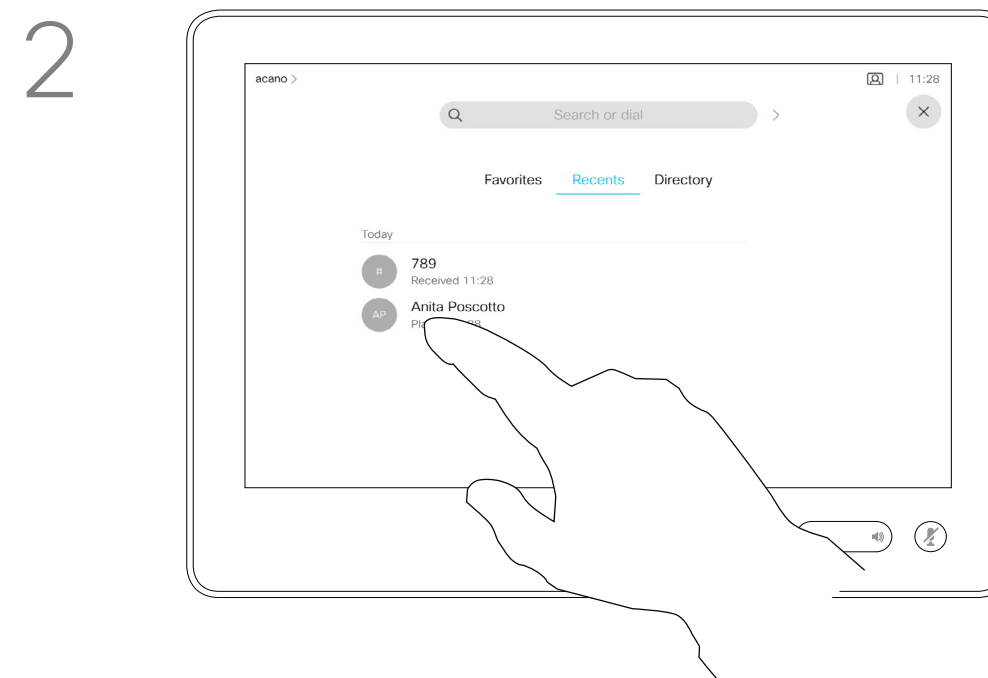 2
acano >
11:28
Search or dial
>
Favorites Recents Directory
Today
#
789
Received 11:28
AP
Anita Poscotto